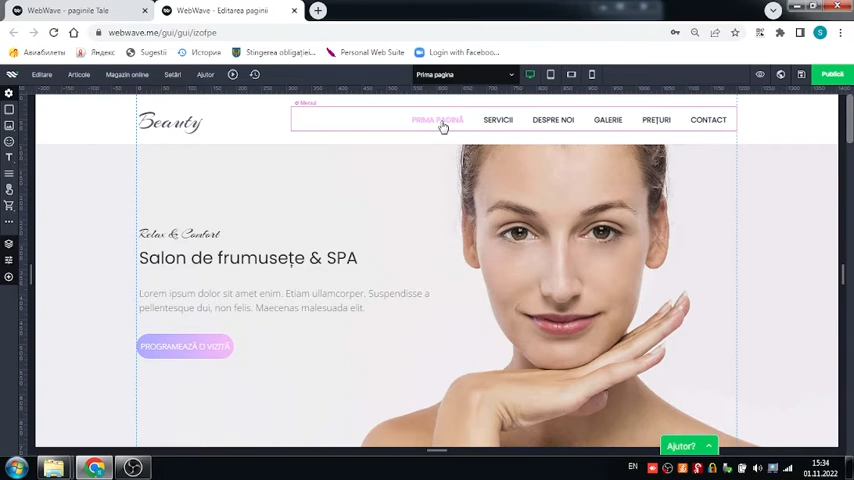 WebWave - paginile Tale
WebWave - Editarea paginii
webwave.me/gui/gui/izofpe
Авиабилеты
Яндекс
Sugestii
История
Stingerea obligației...
Personal Web Suite
Login with Faceboo...
Editare
Articole
Magazin online
Setări
Ajutor
Prima pagina
Publică
Meniul
Beauty
PRIMA PAGINĂ
SERVICII
DESPRE NOI
GALERIE
PREȚURI
CONTACT
Relax & Confort
Salon de frumusețe & SPA
Lorem ipsum dolor sit amet enim. Etiam ullamcorper. Suspendisse a
pellentesque dui, non felis. Maecenas malesuada elit.
PROGRAMEAZĂ O VIZITĂ
Ajutor?
EN
15:34
01.11.2022